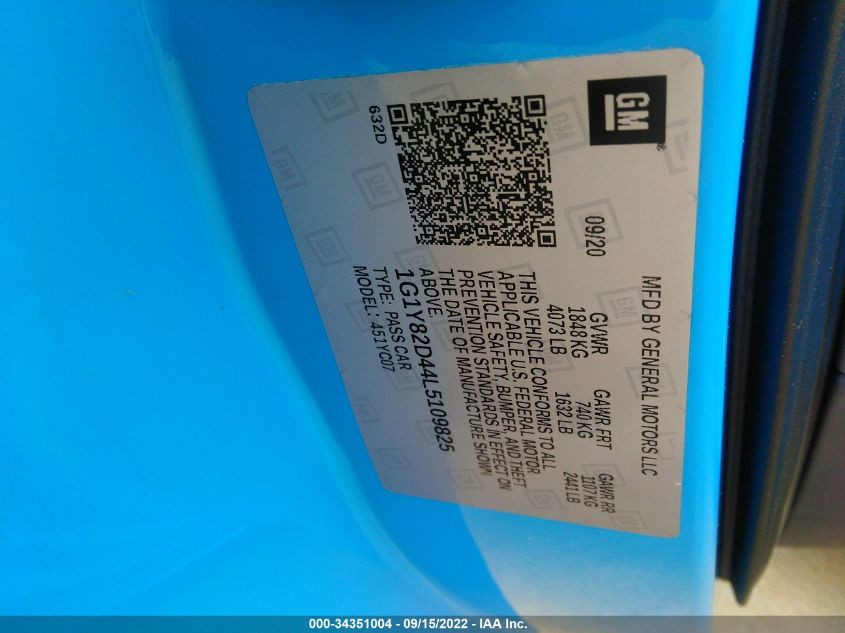 GM
MFD BY GENERAL MOTORS LLC
09/20
GVWR GAWR FRT GAWR RR
1848 KG 740 KG 1107 KG
4073 LB 1632 LB 2441 LB
THIS VEHICLE CONFORMS TO ALL
APPLICABLE U.S. FEDERAL MOTOR
VEHICLE SAFETY, BUMPER, AND THEFT
PREVENTION STANDARDS IN EFFECT ON
THE DATE OF MANUFACTURE SHOWN
ABOVE.
1G1Y82D44L5109825
TYPE: PASS CAR
MODEL: 451YC07
632D
000-34351004 - 09/15/2022 - IAA Inc.